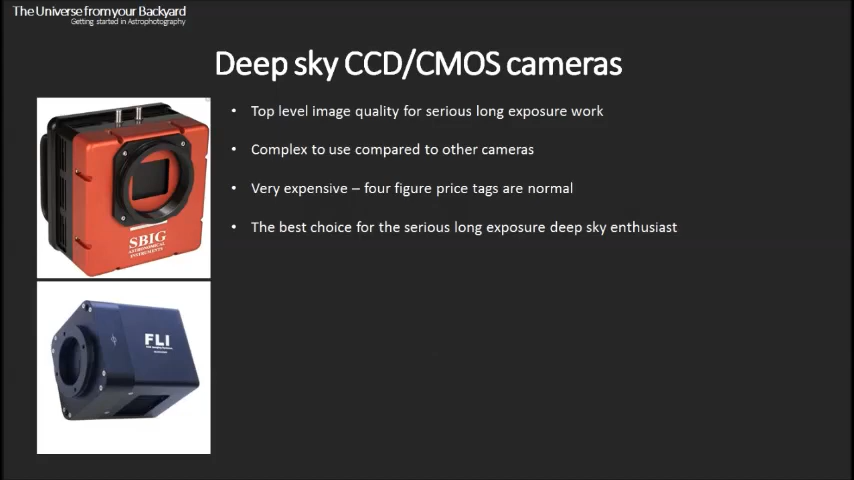 The Universe from your Backyard
Getting started in Astrophotography
Deep sky CCD/CMOS cameras
• Top level image quality for serious long exposure work
• Complex to use compared to other cameras
• Very expensive – four figure price tags are normal
• The best choice for the serious long exposure deep sky enthusiast
SBIG
ASTRONOMICAL
INSTRUMENTS
FLI